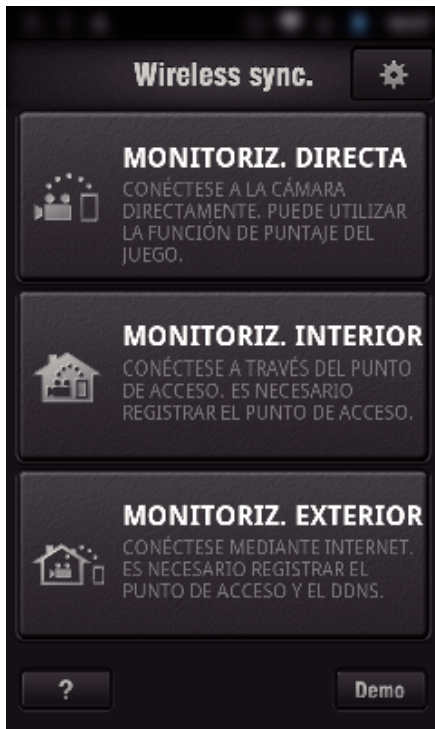 Wireless sync.
MONITORIZ. DIRECTA
CONÉCTESE A LA CÁMARA
DIRECTAMENTE. PUEDE UTILIZAR
LA FUNCIÓN DE PUNTAJE DEL
JUEGO.
MONITORIZ. INTERIOR
CONÉCTESE A TRAVÉS DEL PUNTO
DE ACCESO. ES NECESARIO
REGISTRAR EL PUNTO DE ACCESO.
MONITORIZ. EXTERIOR
CONÉCTESE MEDIANTE INTERNET.
ES NECESARIO REGISTRAR EL
PUNTO DE ACCESO Y EL DDNS.
?
Demo